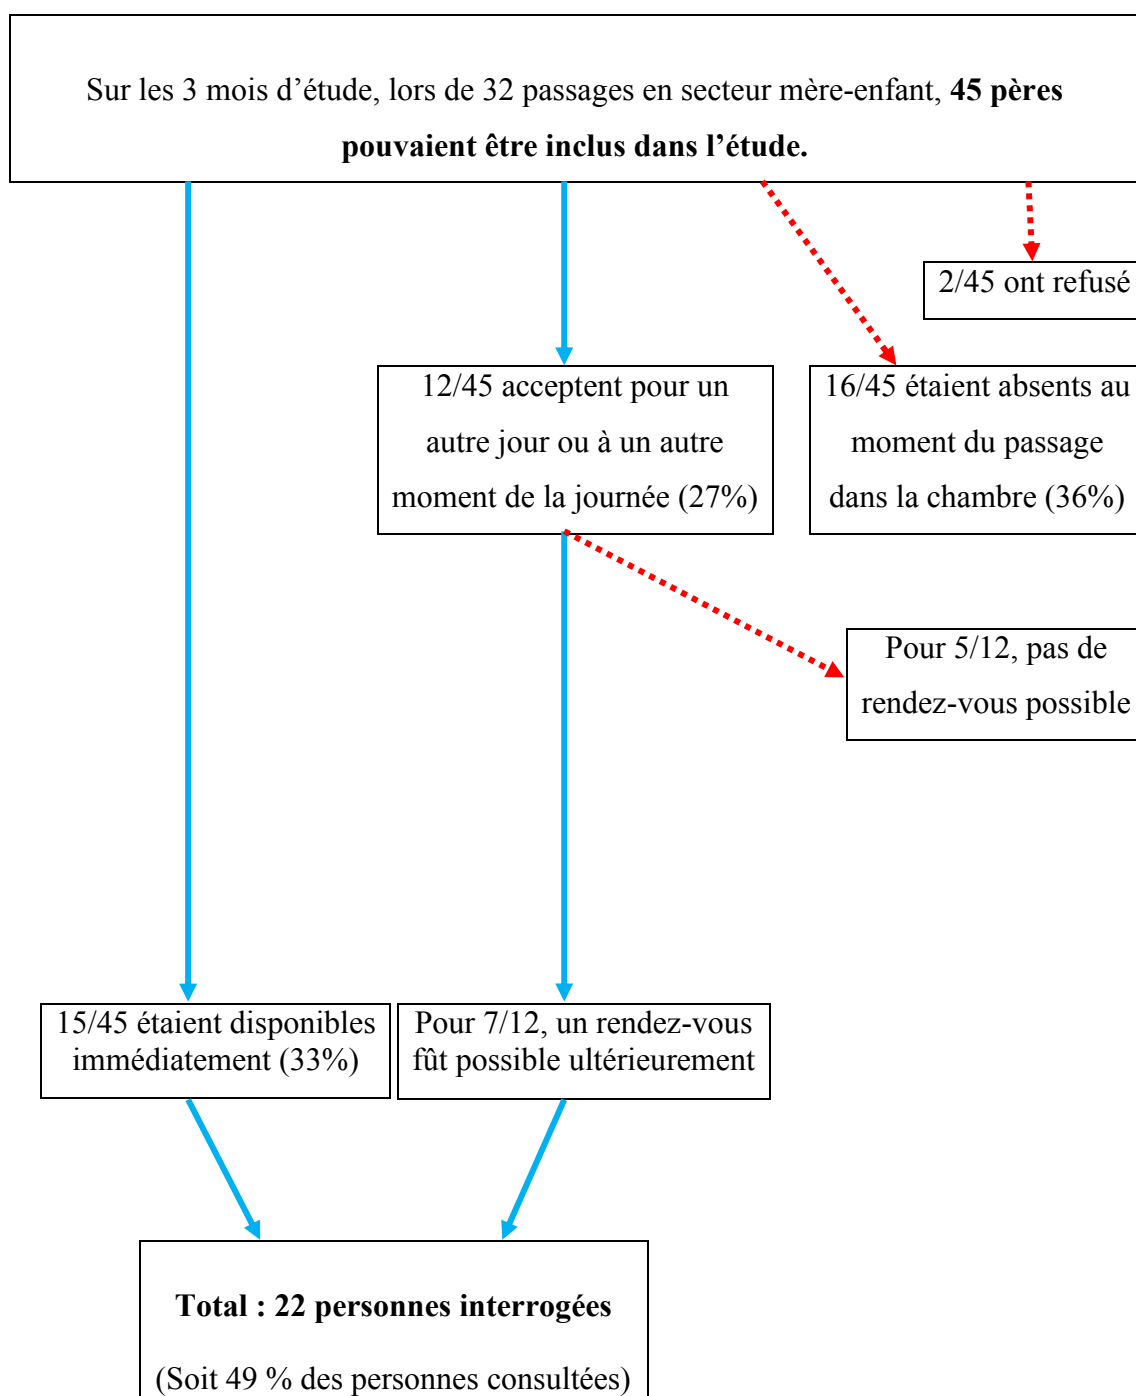 Sur les 3 mois d’étude, lors de 32 passages en secteur mère-enfant, 45 pères
pouvaient être inclus dans l’étude.
2/45 ont refusé
12/45 acceptent pour un
autre jour ou à un autre
moment de la journée (27%)
16/45 étaient absents au
moment du passage
dans la chambre (36%)
Pour 5/12, pas de
rendez-vous possible
15/45 étaient disponibles
immédiatement (33%)
Pour 7/12, un rendez-vous
fût possible ultérieurement
Total : 22 personnes interrogées
(Soit 49 % des personnes consultées)